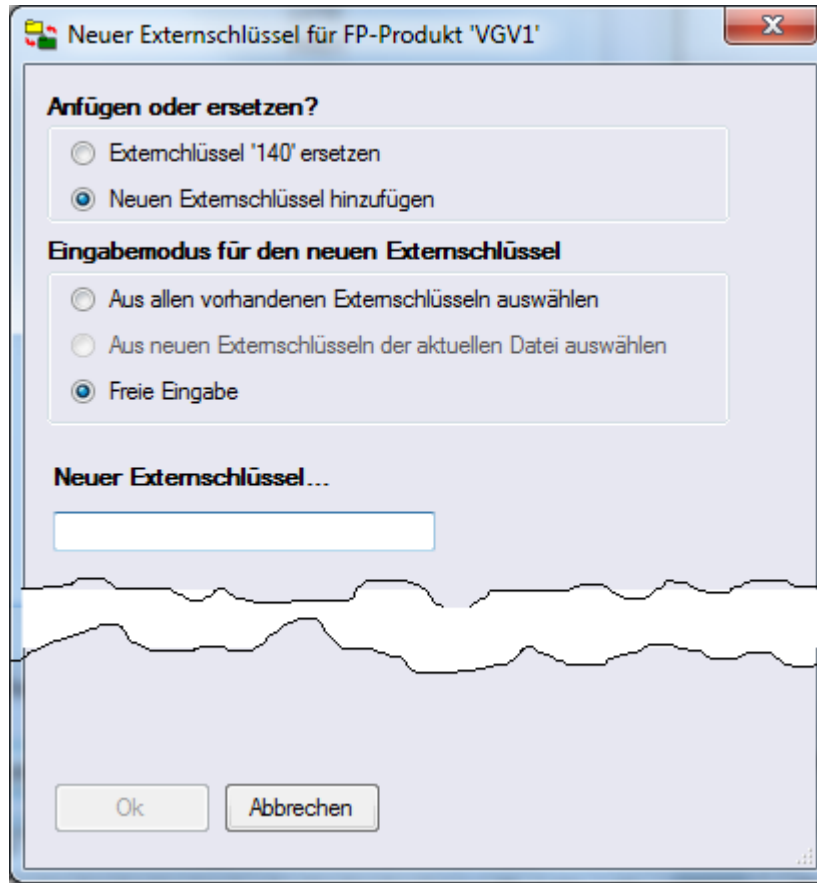 Neuer Externschlüssel für FP-Produkt 'VGV1'
Anfügen oder ersetzen?
Externchlüssel '140' ersetzen
Neuen Externschlüssel hinzufügen
Eingabemodus für den neuen Externschlüssel
Aus allen vorhandenen Externschlüsseln auswählen
Aus neuen Externschlüsseln der aktuellen Datei auswählen
Freie Eingabe
Neuer Externschlüssel...
Ok
Abbrechen